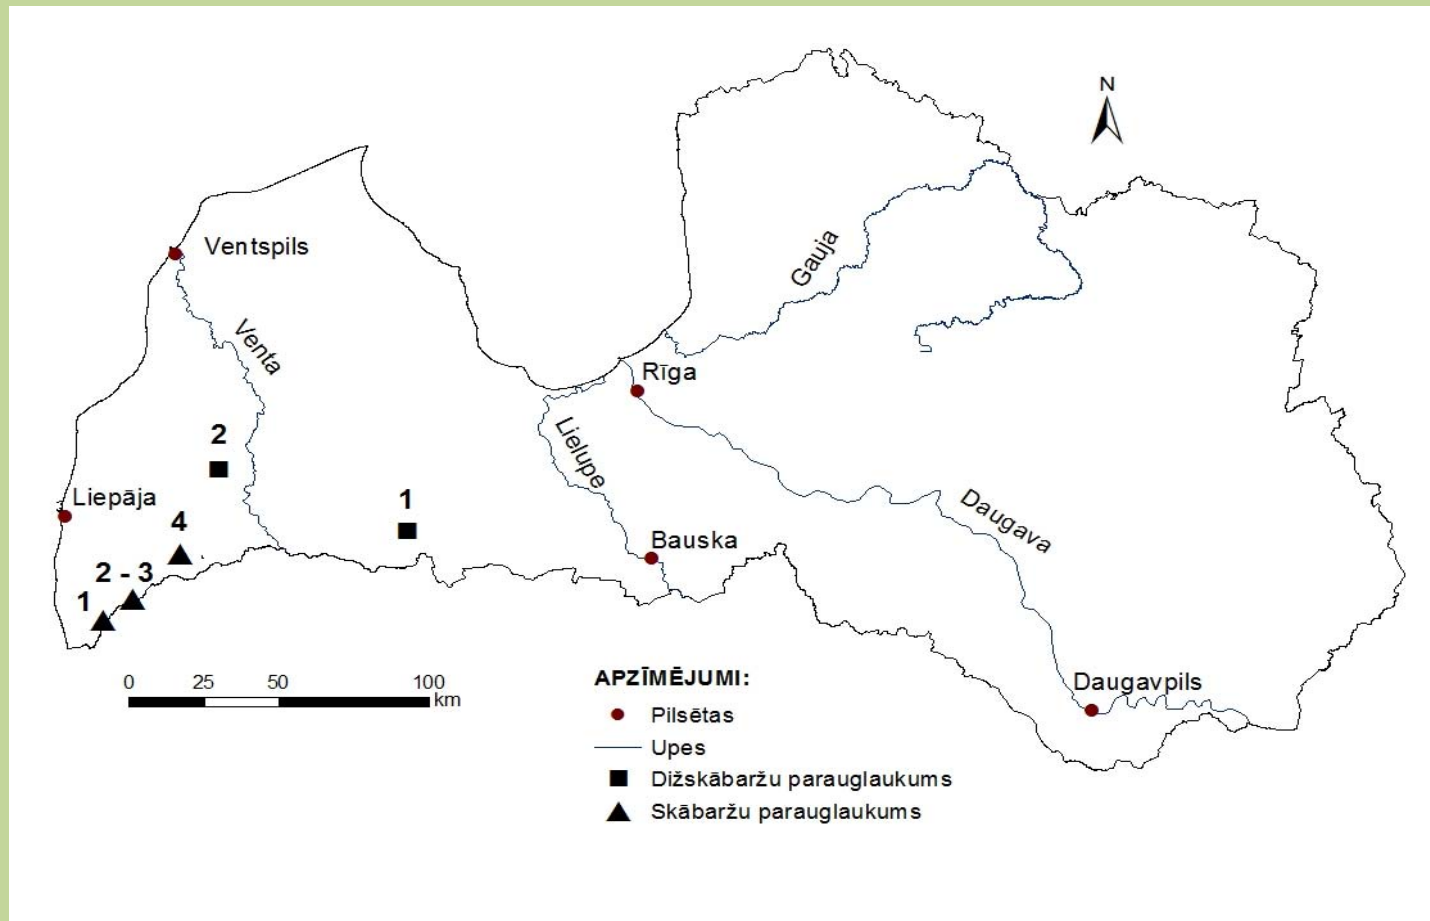 N
Ventspils
Venta
Gauja
Rīga
Lielupe
2
Liepāja
1
4
Daugava
Bauska
2 - 3
1
0 25 50 100
km
APZĪMĒJUMI:
Pilsētas
Upes
Dižskābaržu parauglaukums
Skābaržu parauglaukums
Daugavpils